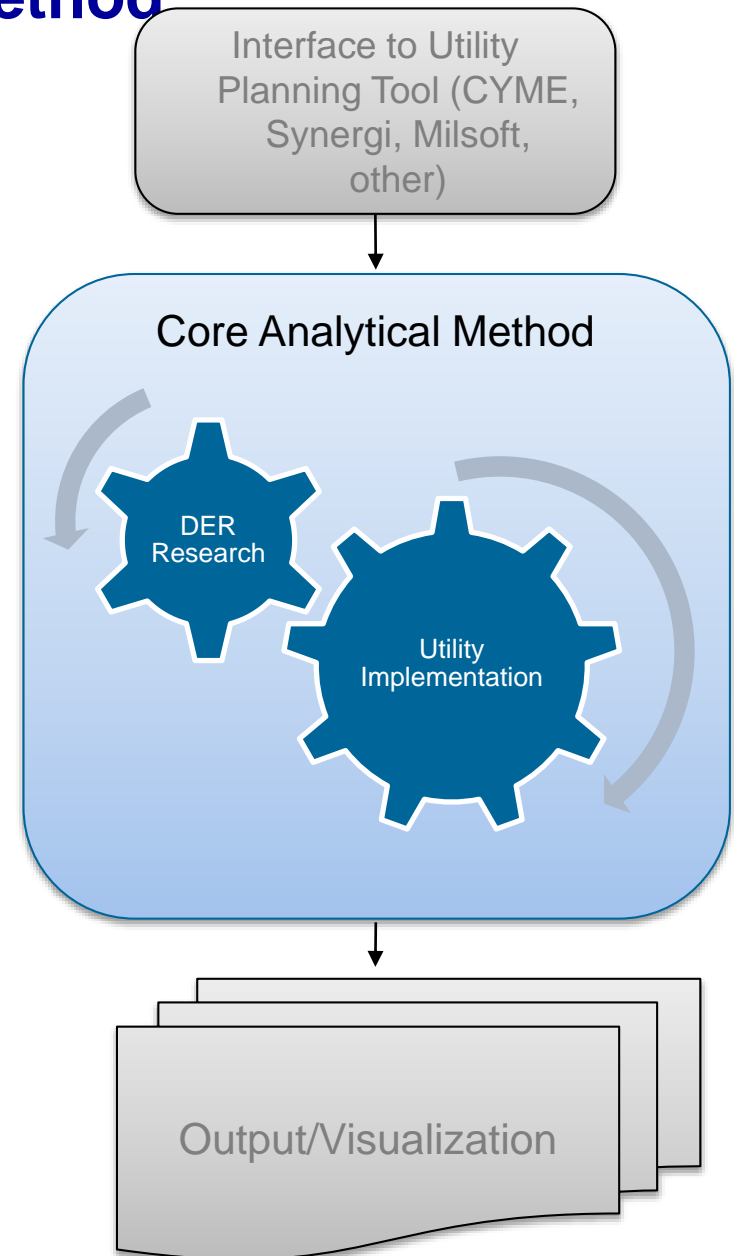 ethod
Interface to Utility
Planning Tool (CYME,
Synergi, Milsoft,
other)
Core Analytical Method
DER
Research
Utility
Implementation
Output/Visualization